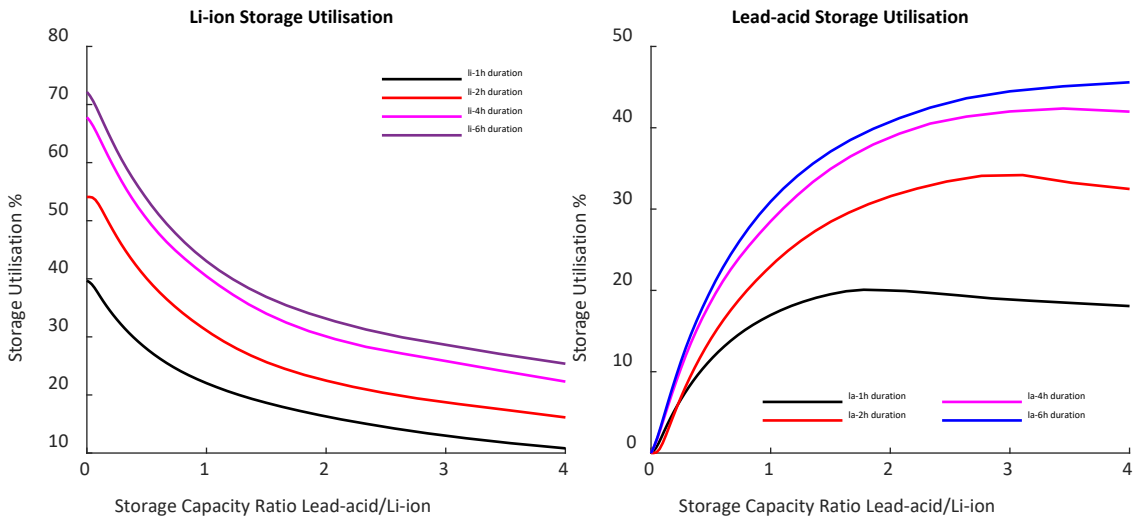 Li-ion Storage Utilisation
80
70
60
50
40
30
20
10
Storage Utilisation %
li-1h duration
li-2h duration
li-4h duration
li-6h duration
0 1 2 3 4
Storage Capacity Ratio Lead-acid/Li-ion
Lead-acid Storage Utilisation
50
40
30
20
10
0
Storage Utilisation %
la-1h duration la-4h duration
la-2h duration la-6h duration
0 1 2 3 4
Storage Capacity Ratio Lead-acid/Li-ion